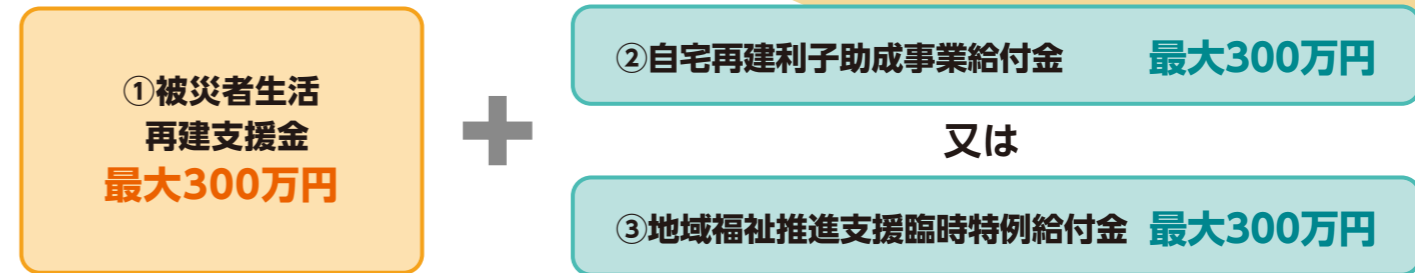 ①被災者生活
再建支援金
最大300万円
②自宅再建利子助成事業給付金 最大300万円
又は
③地域福祉推進支援臨時特例給付金 最大300万円